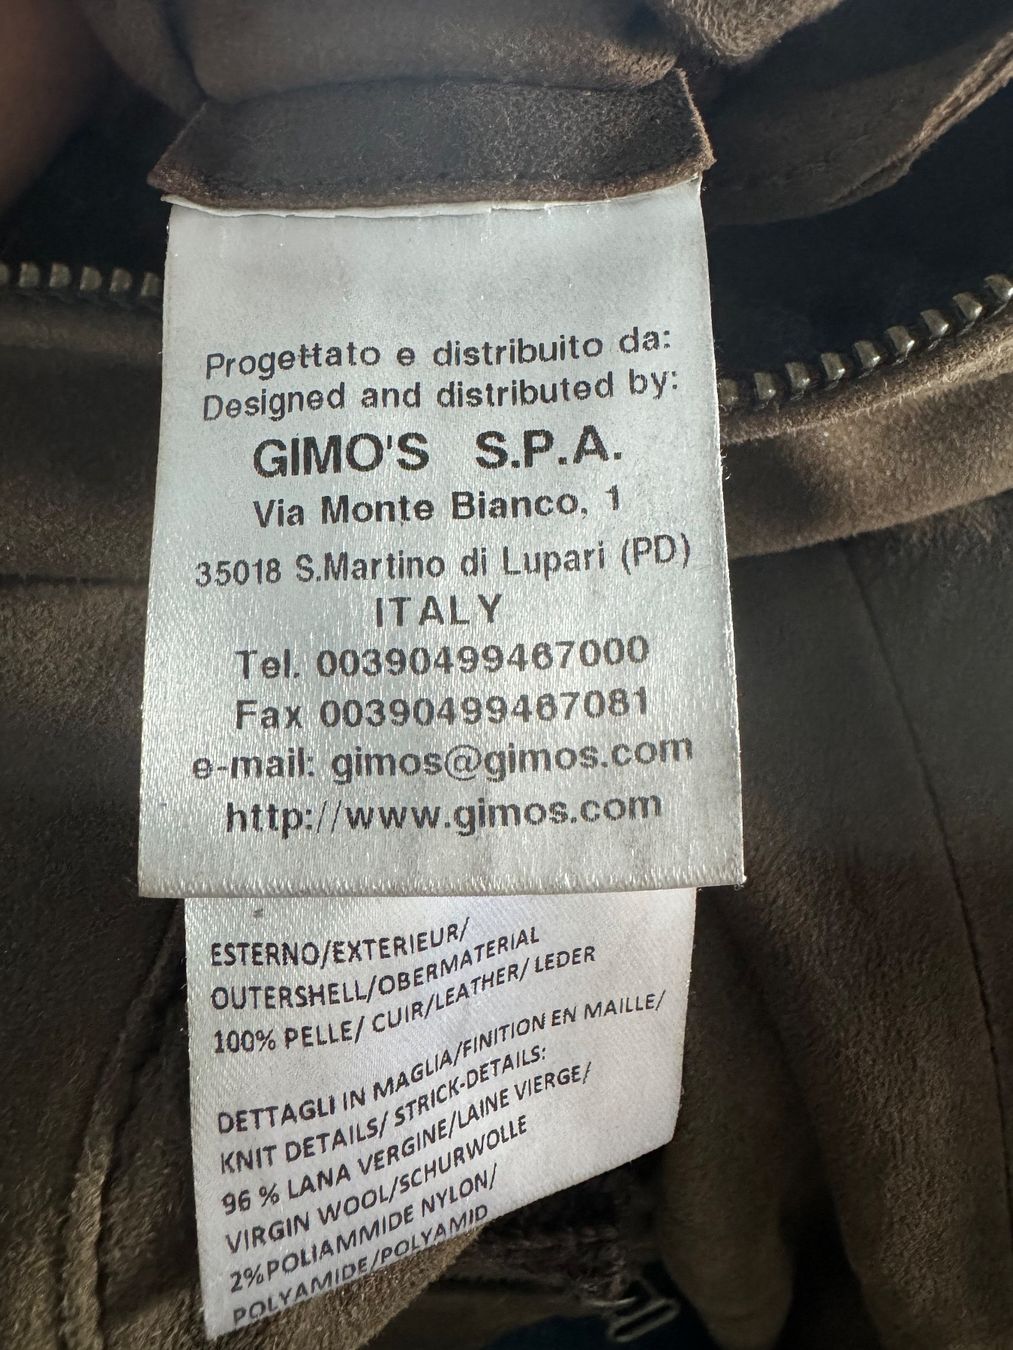 Progettato e distribuito da:
Designed and distributed by:
GIMO'S S.P.A.
Via Monte Bianco, 1
35018 S.Martino di Lupari (PD)
ITALY
Tel. 00390499467000
Fax 00390499467081
e-mail: gimos@gimos.com
http://www.gimos.com
ESTERNO/EXTERIEUR/
OUTERSHELL/OBERMATERIAL
100% PELLE/ CUIR/LEATHER/ LEDER
DETTAGLI IN MAGLIA/FINITION EN MAILLE/
KNIT DETAILS/ STRICK-DETAILS:
96 % LANA VERGINE/LAINE VIERGE/
VIRGIN WOOL/SCHURWOLLE
2%POLIAMMIDE NYLON/
POLYAMIDE/POLYAMID